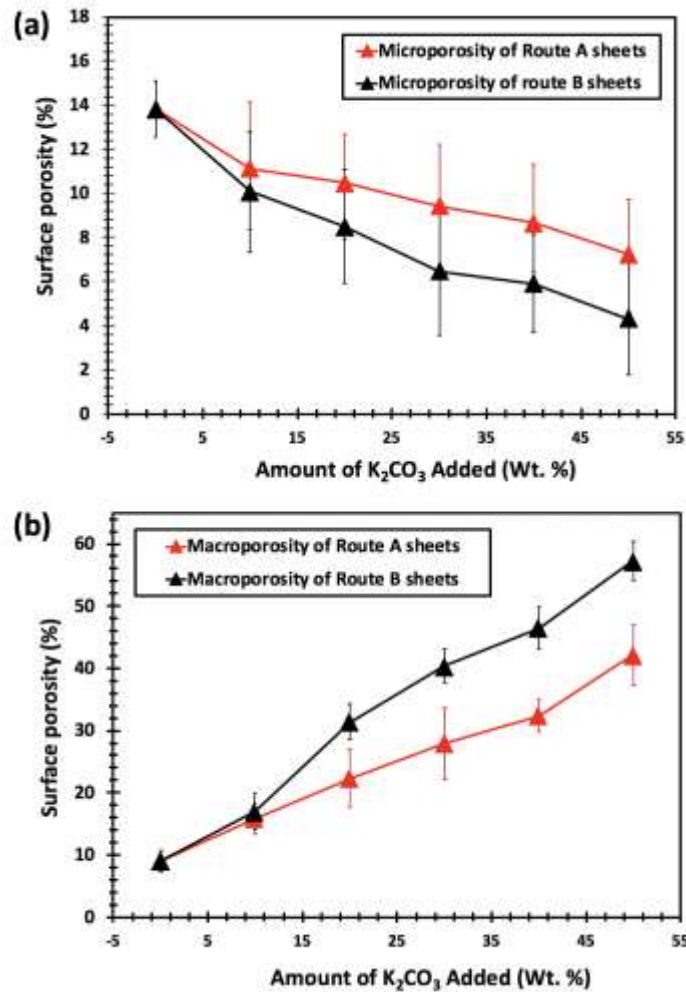 (a)
18
16
14
12
10
8
6
4
2
0
Surface porosity (%)
Microporosity of Route A sheets
Microporosity of route B sheets
-5 5 15 25 35 45 55
Amount of K₂CO₃ Added (Wt. %)
(b)
60
50
40
30
20
10
0
Surface porosity (%)
Macroporosity of Route A sheets
Macroporosity of Route B sheets
-5 5 15 25 35 45 55
Amount of K₂CO₃ Added (Wt. %)